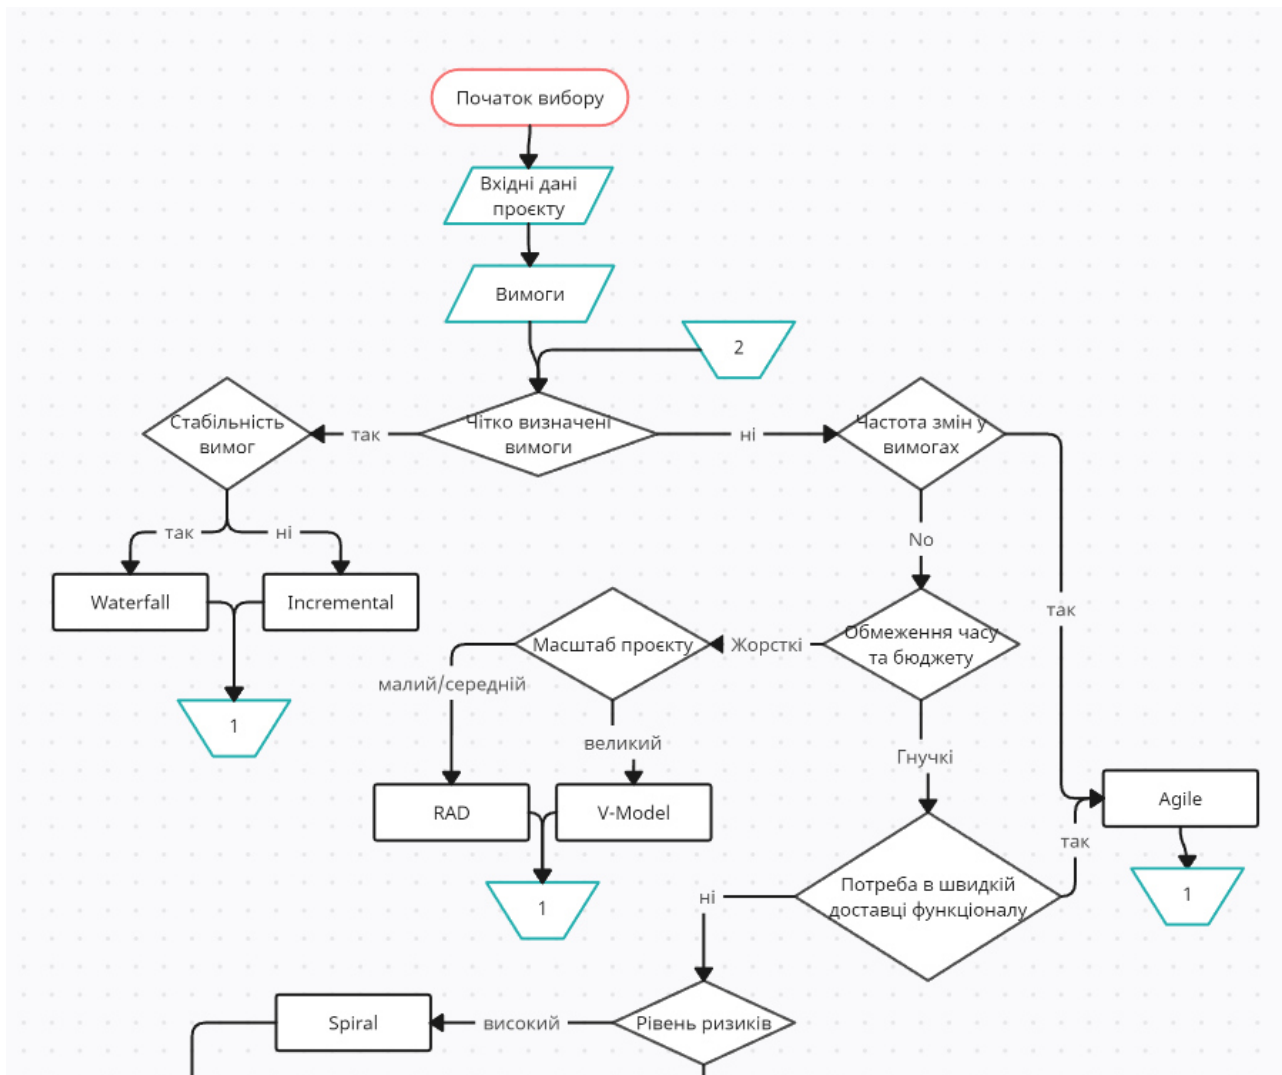 Початок вибору
Вхідні дані
проєкту
Вимоги
2
Стабільність
вимог
так
Чітко визначені
вимоги
ні
Частота змін у
вимогах
так
ні
No
Waterfall
Incremental
так
Масштаб проєкту
Жорсткі
Обмеження часу
та бюджету
малий/середній
1
великий
Гнучкі
RAD
V-Model
Agile
так
Потреба в швидкій
доставці функціоналу
ні
1
1
Spiral
високий
Рівень ризиків